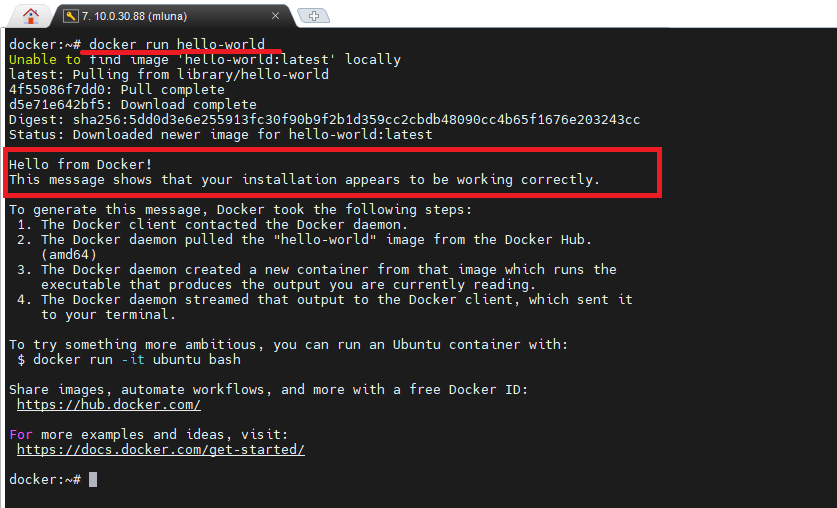 7. 10.0.30.88 (mluna)
docker:~# docker run hello-world
Unable to find image 'hello-world:latest' locally
latest: Pulling from library/hello-world
4f55086f7dd0: Pull complete
d5e71e642bf5: Download complete
Digest: sha256:5dd0d3e6e255913fc30f90b9f2b1d359cc2cbdb48090cc4b65f1676e203243cc
Status: Downloaded newer image for hello-world:latest
Hello from Docker!
This message shows that your installation appears to be working correctly.
To generate this message, Docker took the following steps:
1. The Docker client contacted the Docker daemon.
2. The Docker daemon pulled the "hello-world" image from the Docker Hub.
(amd64)
3. The Docker daemon created a new container from that image which runs the
executable that produces the output you are currently reading.
4. The Docker daemon streamed that output to the Docker client, which sent it
to your terminal.
To try something more ambitious, you can run an Ubuntu container with:
$ docker run -it ubuntu bash
Share images, automate workflows, and more with a free Docker ID:
https://hub.docker.com/
For more examples and ideas, visit:
https://docs.docker.com/get-started/
docker:~#